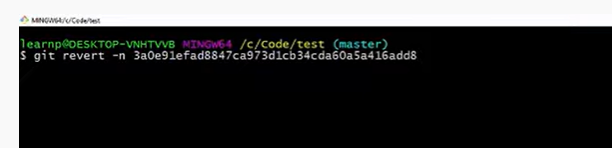 MINGW64:/c/Code/test
learnp@DESKTOP-VNHTVVB MINGW64 /c/Code/test (master)
$ git revert -n 3a0e91efad8847ca973d1cb34cda60a5a416add8